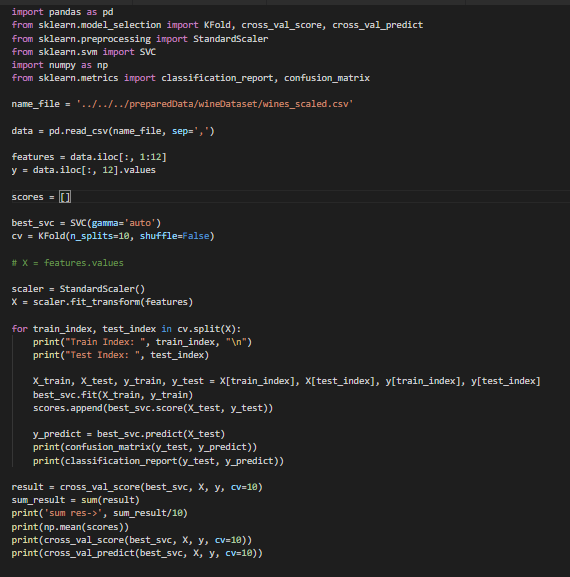 import pandas as pd
from sklearn.model_selection import KFold, cross_val_score, cross_val_predict
from sklearn.preprocessing import StandardScaler
from sklearn.svm import SVC
import numpy as np
from sklearn.metrics import classification_report, confusion_matrix
name_file = '../../../preparedData/wineDataset/wines_scaled.csv'
data = pd.read_csv(name_file, sep=',')
features = data.iloc[:, 1:12]
y = data.iloc[:, 12].values
scores = []
best_svc = SVC(gamma='auto')
cv = KFold(n_splits=10, shuffle=False)
# X = features.values
scaler = StandardScaler()
X = scaler.fit_transform(features)
for train_index, test_index in cv.split(X):
    print("Train Index: ", train_index, "\n")
    print("Test Index: ", test_index)
    X_train, X_test, y_train, y_test = X[train_index], X[test_index], y[train_index], y[test_index]
    best_svc.fit(X_train, y_train)
    scores.append(best_svc.score(X_test, y_test))
    y_predict = best_svc.predict(X_test)
    print(confusion_matrix(y_test, y_predict))
    print(classification_report(y_test, y_predict))
result = cross_val_score(best_svc, X, y, cv=10)
sum_result = sum(result)
print('sum res->', sum_result/10)
print(np.mean(scores))
print(cross_val_score(best_svc, X, y, cv=10))
print(cross_val_predict(best_svc, X, y, cv=10))